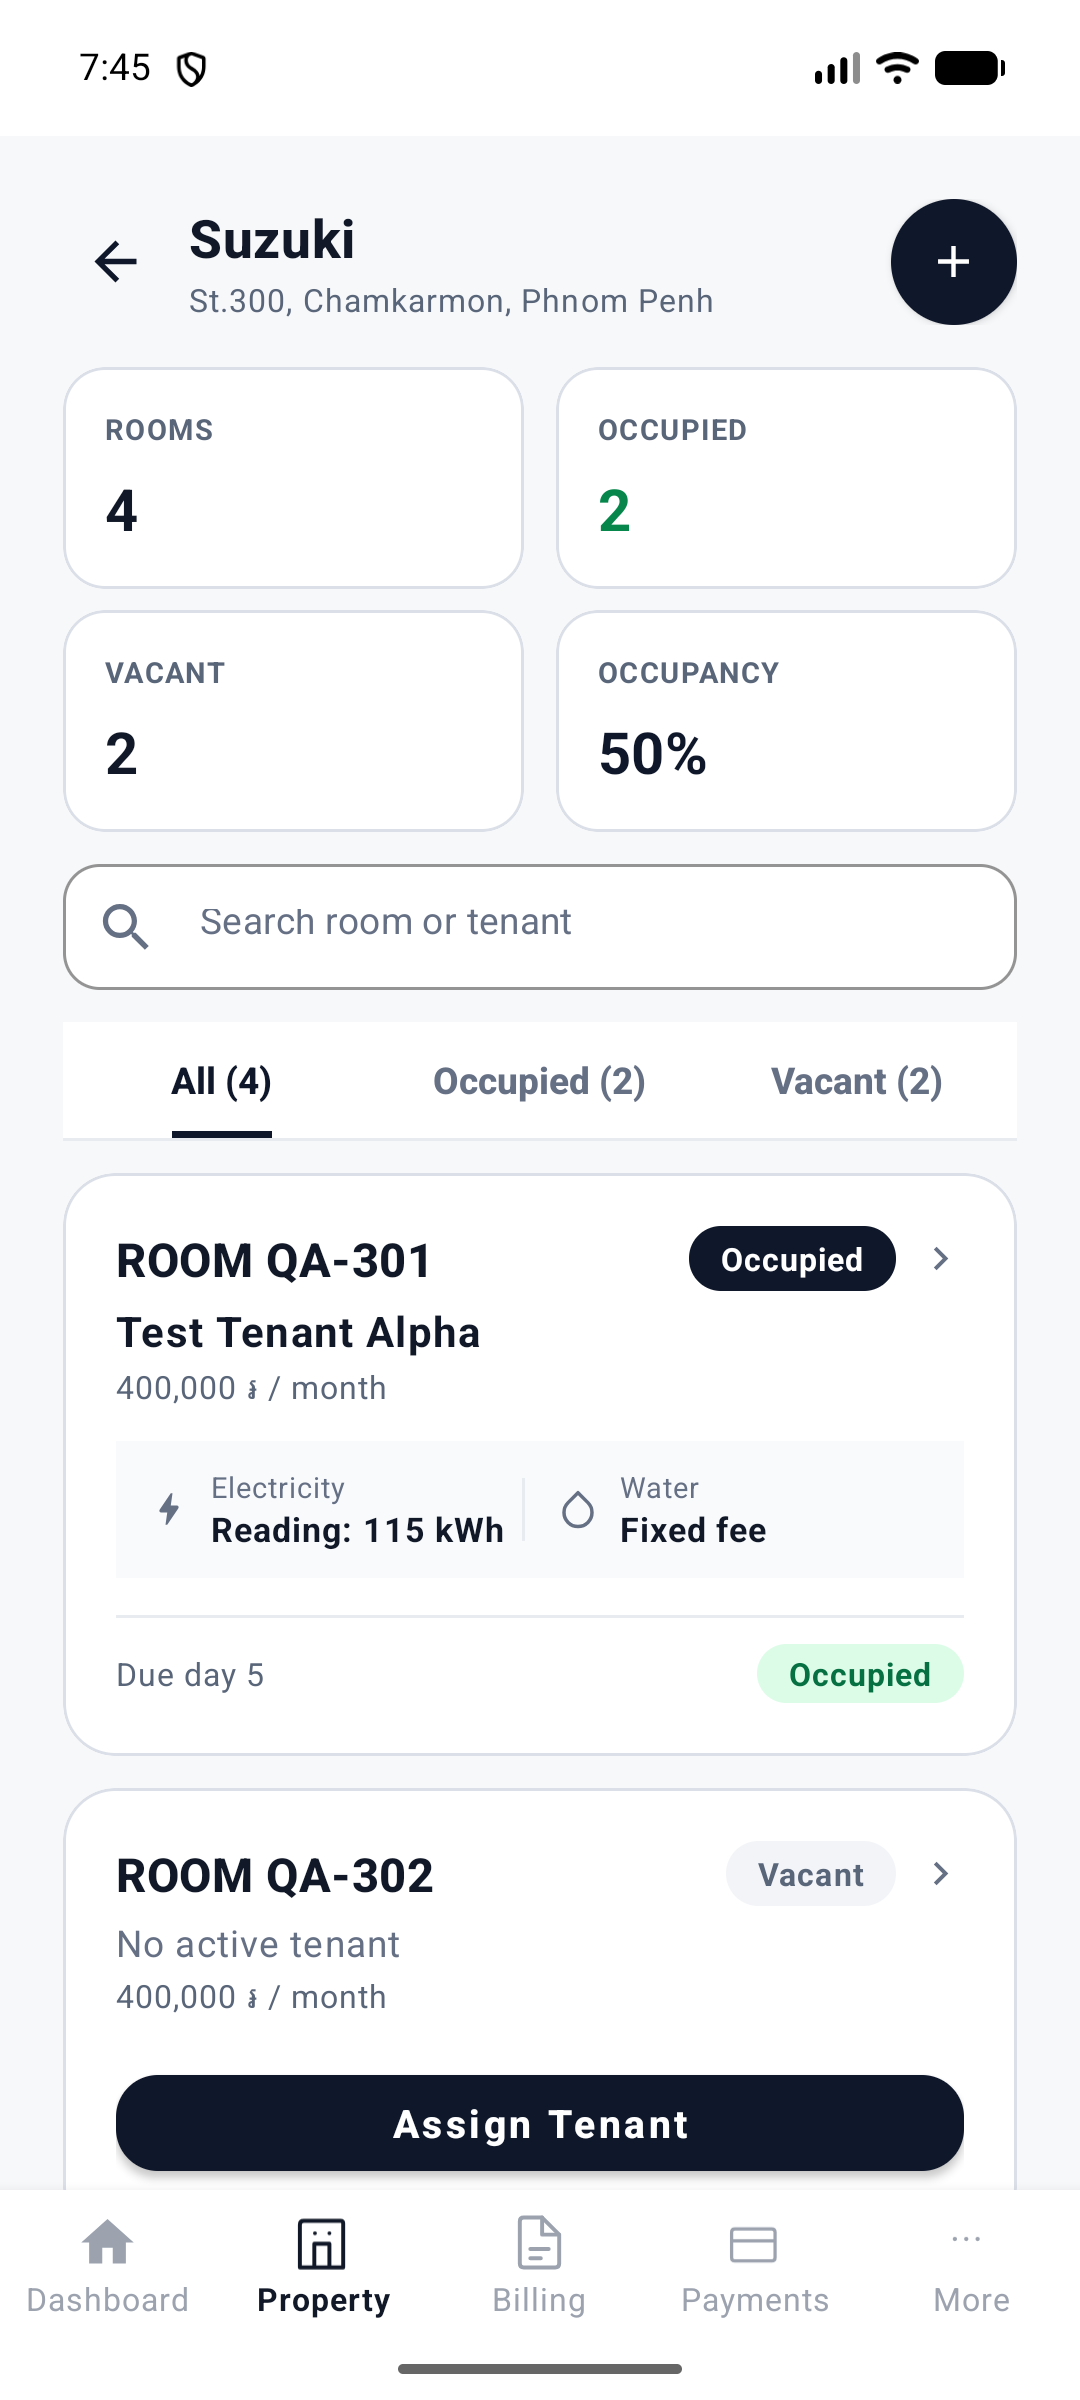 7:45
Suzuki
St.300, Chamkarmon, Phnom Penh
ROOMS
4
OCCUPIED
2
VACANT
2
OCCUPANCY
50%
Search room or tenant
All (4)
Occupied (2)
Vacant (2)
ROOM QA-301
Occupied
Test Tenant Alpha
400,000 ៛ / month
Electricity
Reading: 115 kWh
Water
Fixed fee
Due day 5
Occupied
ROOM QA-302
Vacant
No active tenant
400,000 ៛ / month
Assign Tenant
Dashboard
Property
Billing
Payments
More